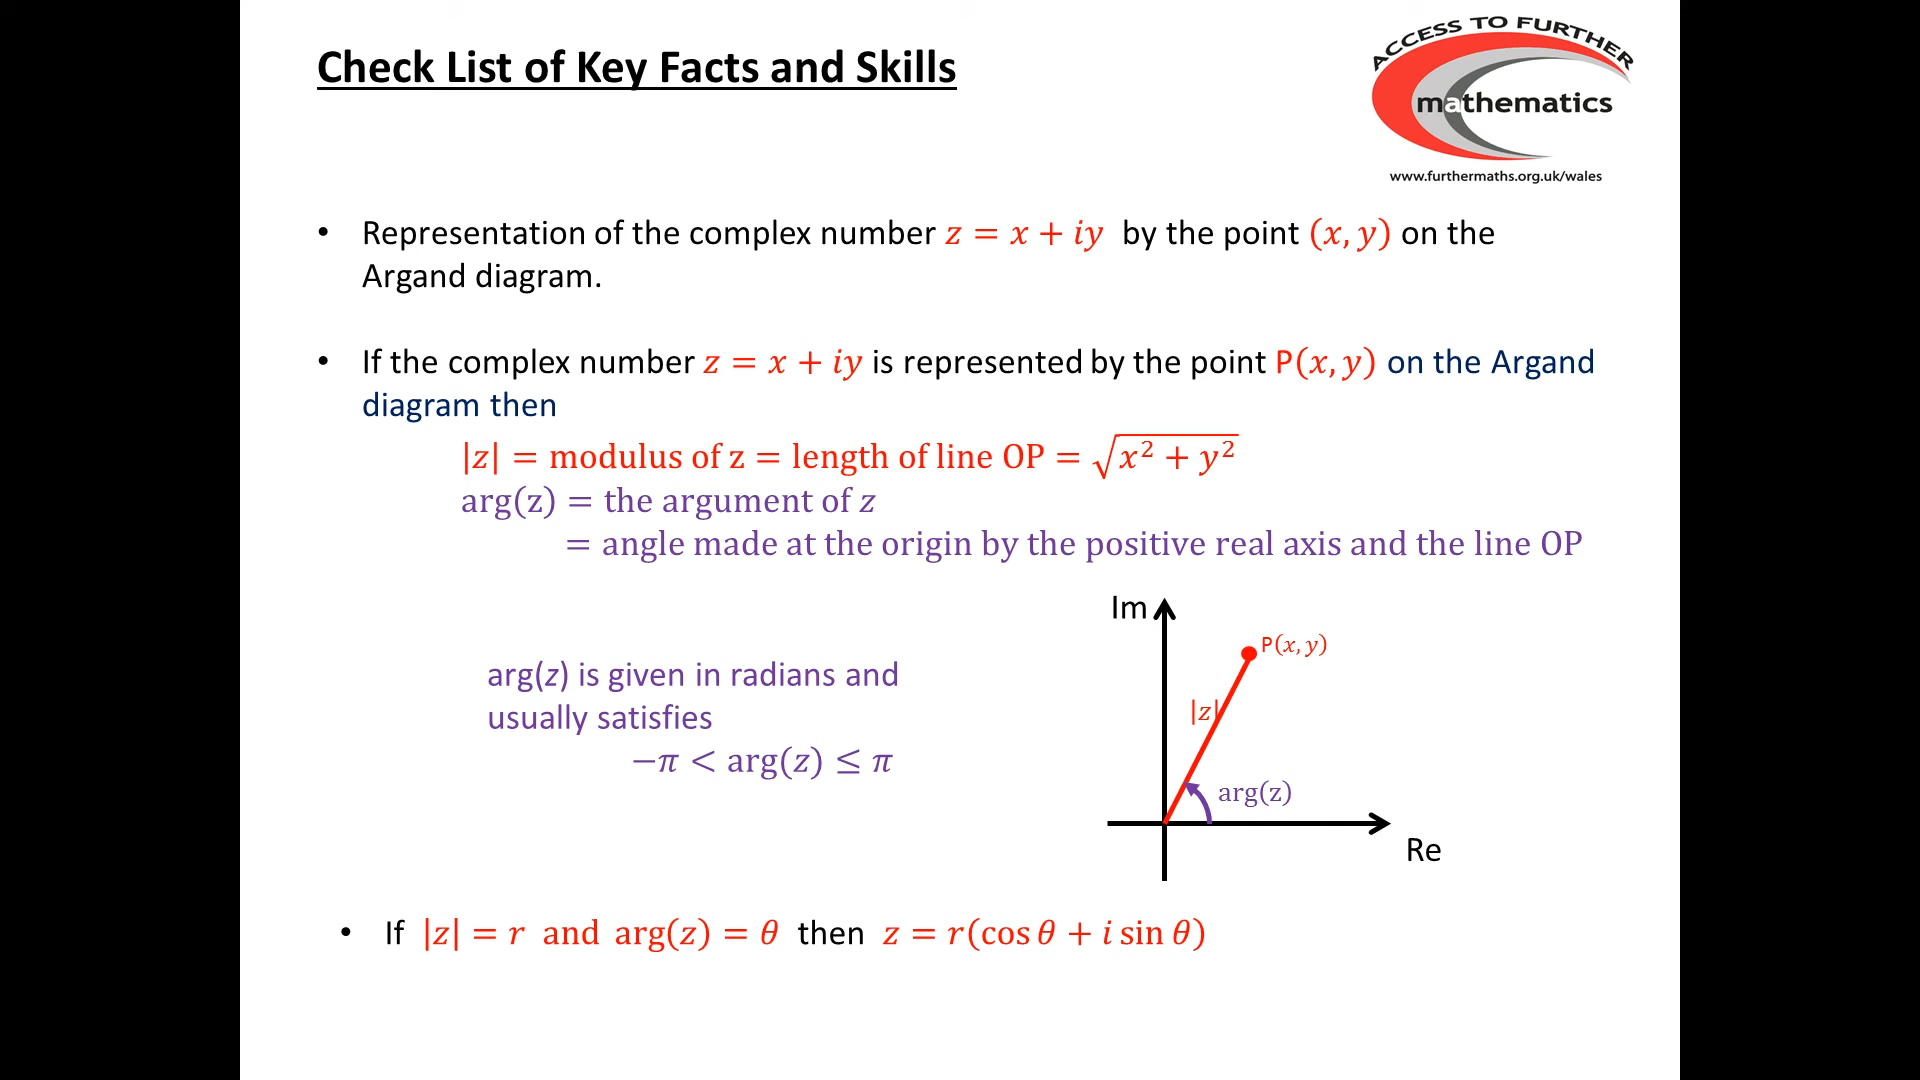 Check List of Key Facts and Skills
ACCESS TO FURTHER
mathematics
www.furthermaths.org.uk/wales
• Representation of the complex number z = x + iy by the point (x, y) on the
Argand diagram.
• If the complex number z = x + iy is represented by the point P(x, y) on the Argand
diagram then
|z| = modulus of z = length of line OP = √(x² + y²)
arg(z) = the argument of z
= angle made at the origin by the positive real axis and the line OP
arg(z) is given in radians and
usually satisfies
−π < arg(z) ≤ π
Im
P(x, y)
|z|
arg(z)
Re
• If |z| = r and arg(z) = θ then z = r(cos θ + i sin θ)